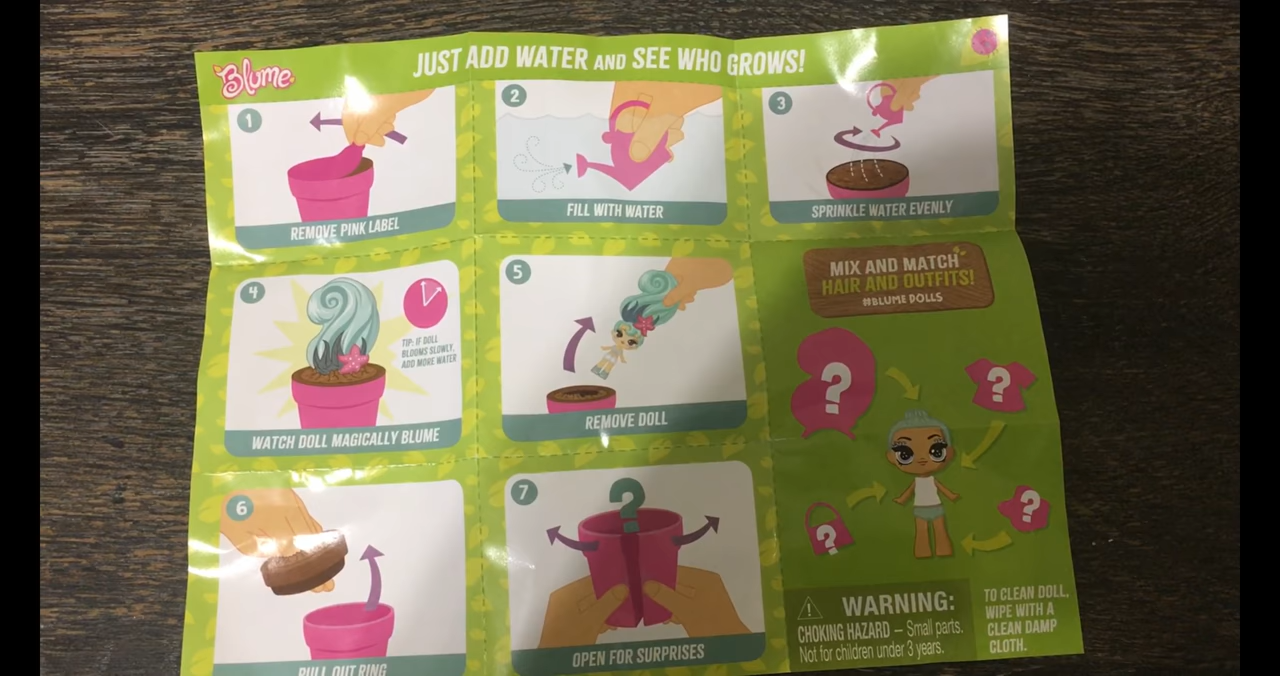 Blume
JUST ADD WATER AND SEE WHO GROWS!
1
REMOVE PINK LABEL
2
FILL WITH WATER
3
SPRINKLE WATER EVENLY
4
TIP: IF DOLL
BLOOMS SLOWLY,
ADD MORE WATER
WATCH DOLL MAGICALLY BLUME
5
REMOVE DOLL
MIX AND MATCH
HAIR AND OUTFITS!
#BLUME DOLLS
?
?
?
?
6
PULL OUT RING
7
?
OPEN FOR SURPRISES
WARNING:
CHOKING HAZARD – Small parts.
Not for children under 3 years.
TO CLEAN DOLL,
WIPE WITH A
CLEAN DAMP
CLOTH.